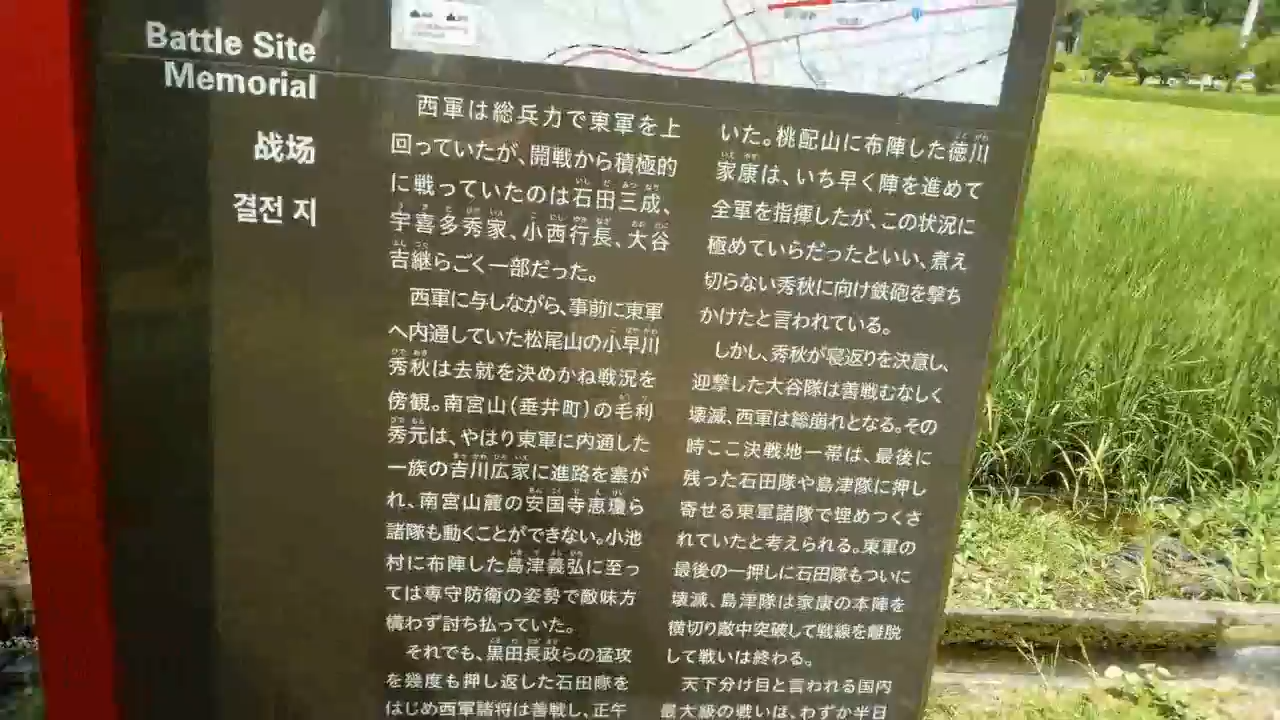 Battle Site
Memorial
战场
결전 지
西軍は総兵力で東軍を上
回っていたが、開戦から積極的
に戦っていたのは石田三成、
宇喜多秀家、小西行長、大谷
吉継らごく一部だった。
西軍に与しながら、事前に東軍
へ内通していた松尾山の小早川
秀秋は去就を決めかね戦況を
傍観。南宮山(垂井町)の毛利
秀元は、やはり東軍に内通した
一族の吉川広家に進路を塞が
れ、南宮山麓の安国寺恵瓊ら
諸隊も動くことができない。小池
村に布陣した島津義弘に至っ
ては専守防衛の姿勢で敵味方
構わず討ち払っていた。
それでも、黒田長政らの猛攻
を幾度も押し返した石田隊を
はじめ西軍諸将は善戦し、正午
いた。桃配山に布陣した徳川
家康は、いち早く陣を進めて
全軍を指揮したが、この状況に
極めていらだったといい、煮え
切らない秀秋に向け鉄砲を撃ち
かけたと言われている。
しかし、秀秋が寝返りを決意し、
迎撃した大谷隊は善戦むなしく
壊滅、西軍は総崩れとなる。その
時ここ決戦地一帯は、最後に
残った石田隊や島津隊に押し
寄せる東軍諸隊で埋めつくさ
れていたと考えられる。東軍の
最後の一押しに石田隊もついに
壊滅、島津隊は家康の本陣を
横切り敵中突破して戦線を離脱
して戦いは終わる。
天下分け目と言われる国内
最大級の戦いは、わずか半日